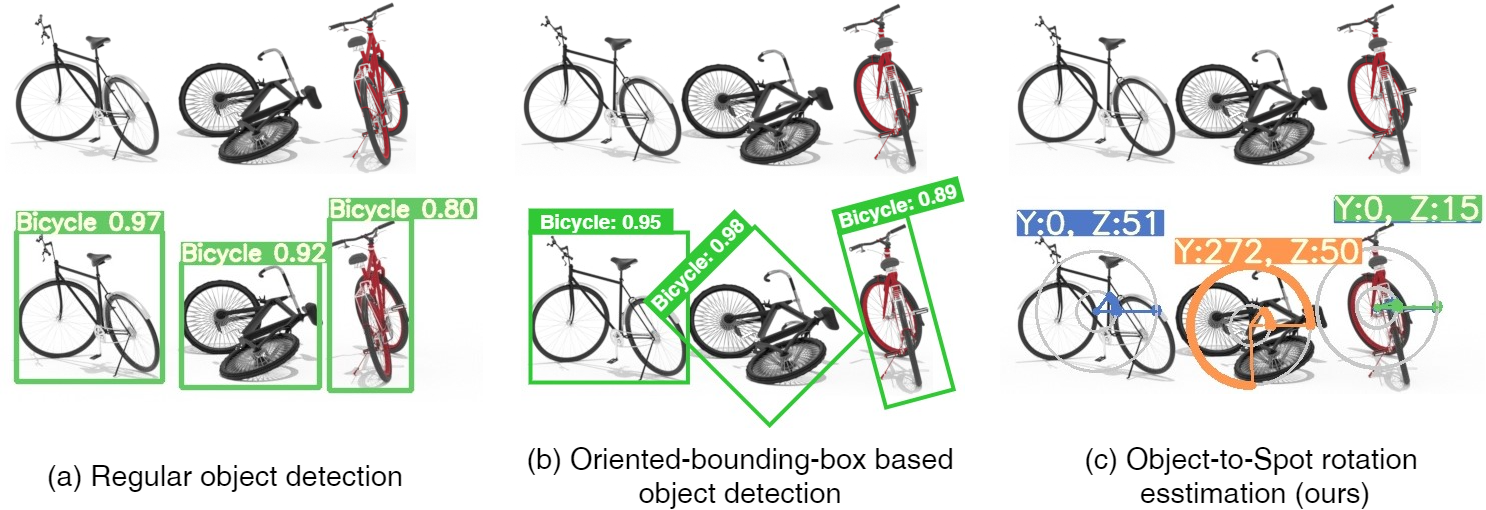 Bicycle 0.97
Bicycle 0.92
Bicycle 0.80
Bicycle: 0.95
Bicycle: 0.98
Bicycle: 0.89
Y:0, Z:51
Y:272, Z:50
Y:0, Z:15
(a) Regular object detection
(b) Oriented-bounding-box based
object detection
(c) Object-to-Spot rotation
esstimation (ours)